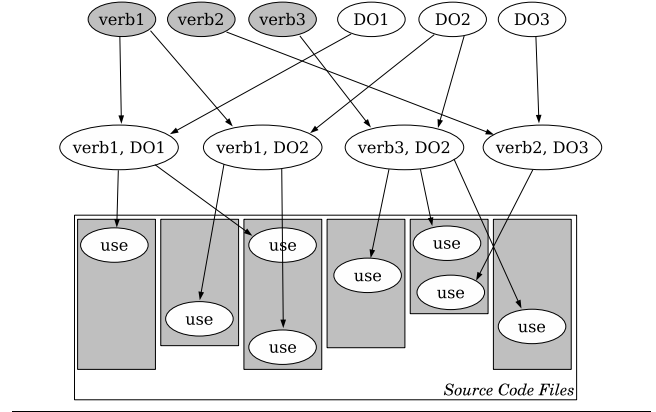 verb1 verb2 verb3 DO1 DO2 DO3
verb1, DO1 verb1, DO2 verb3, DO2 verb2, DO3
use use use
use
use
use
use use
use
Source Code Files